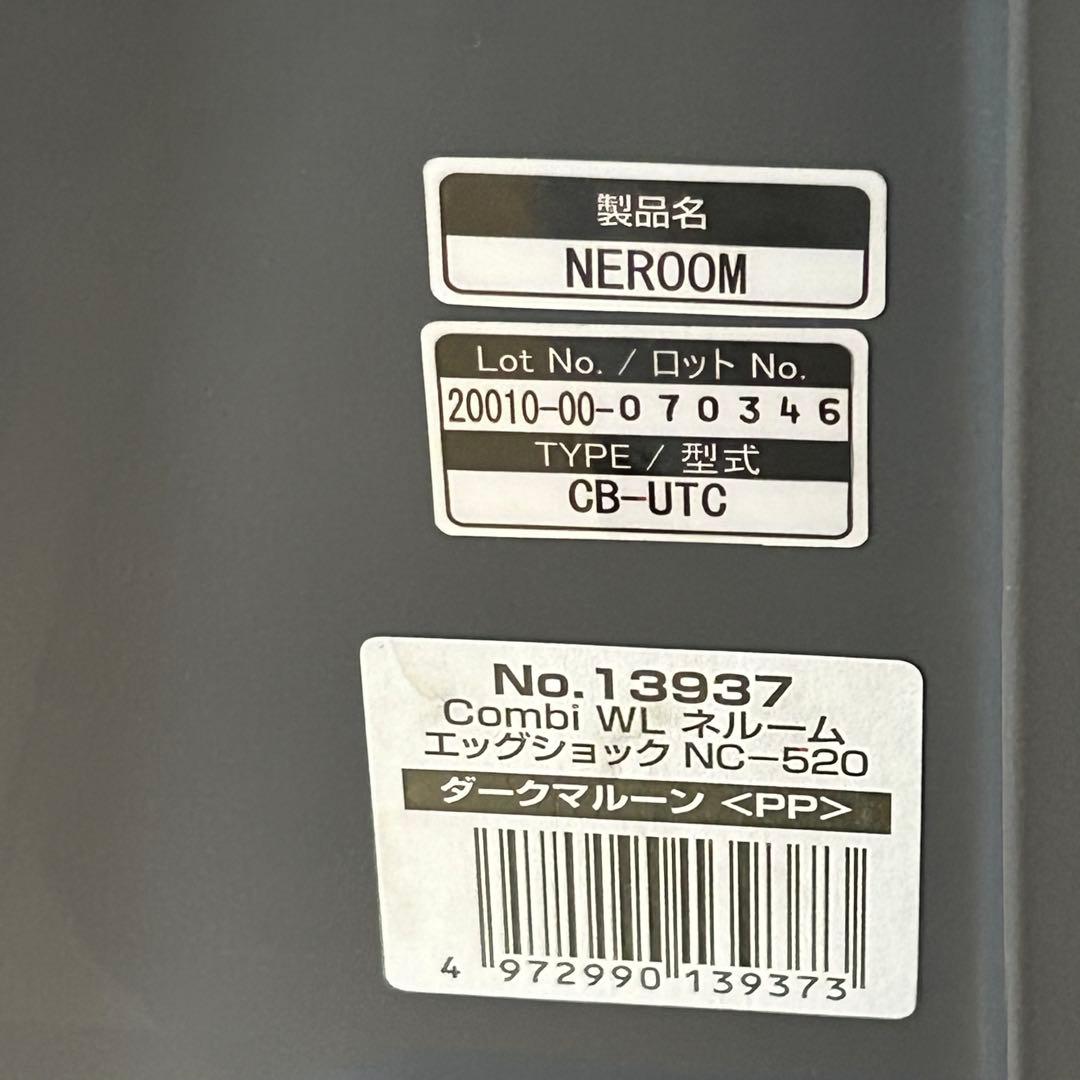 製品名
NEROOM
Lot No. / ロット No.
20010-00-070346
TYPE / 型式
CB-UTC
No.13937
Combi WL ネルーム
エッグショック NC-520
ダークマルーン <PP>
4 972990 139373